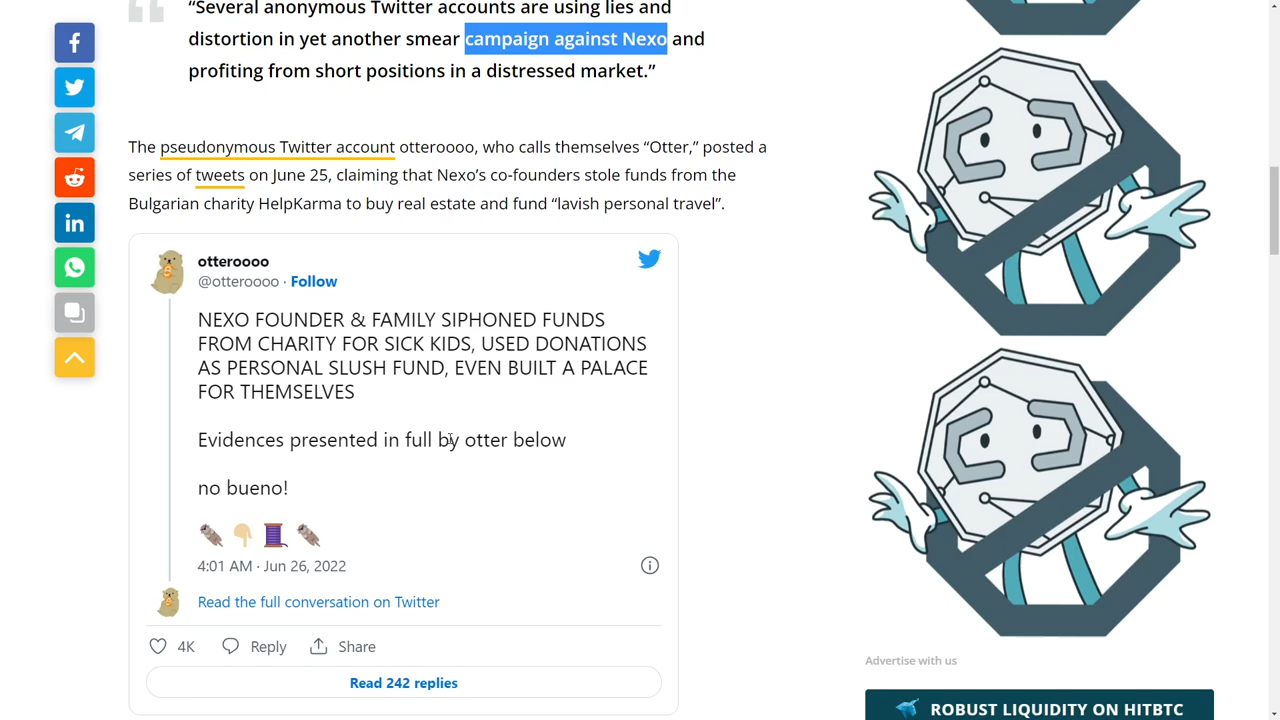 “Several anonymous Twitter accounts are using lies and
distortion in yet another smear campaign against Nexo and
profiting from short positions in a distressed market.”
The pseudonymous Twitter account otteroooo, who calls themselves “Otter,” posted a
series of tweets on June 25, claiming that Nexo’s co-founders stole funds from the
Bulgarian charity HelpKarma to buy real estate and fund “lavish personal travel”.
otteroooo
@otteroooo · Follow
NEXO FOUNDER & FAMILY SIPHONED FUNDS
FROM CHARITY FOR SICK KIDS, USED DONATIONS
AS PERSONAL SLUSH FUND, EVEN BUILT A PALACE
FOR THEMSELVES
Evidences presented in full by otter below
no bueno!
4:01 AM · Jun 26, 2022
Read the full conversation on Twitter
4K Reply Share
Read 242 replies
Advertise with us
ROBUST LIQUIDITY ON HITBTC